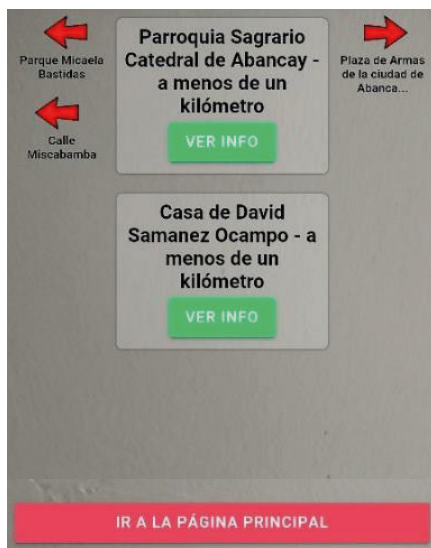 Parque Micaela
Bastidas
Calle
Miscabamba
Parroquia Sagrario
Catedral de Abancay -
a menos de un
kilómetro
VER INFO
Plaza de Armas
de la ciudad de
Abanca...
Casa de David
Samanez Ocampo - a
menos de un
kilómetro
VER INFO
IR A LA PÁGINA PRINCIPAL